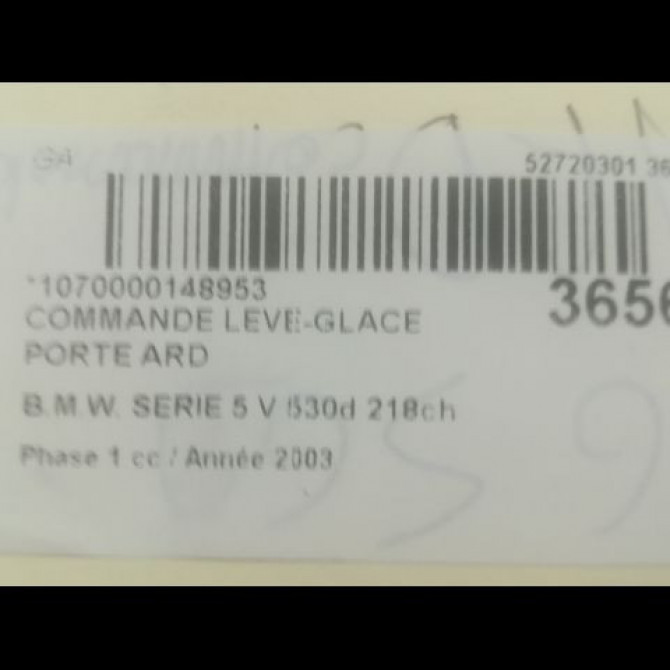 GA
52720301 36
*1070000148953
3656
COMMANDE LEVE-GLACE
PORTE ARD
B.M.W. SERIE 5 V 530d 218ch
Phase 1 cc / Année 2003